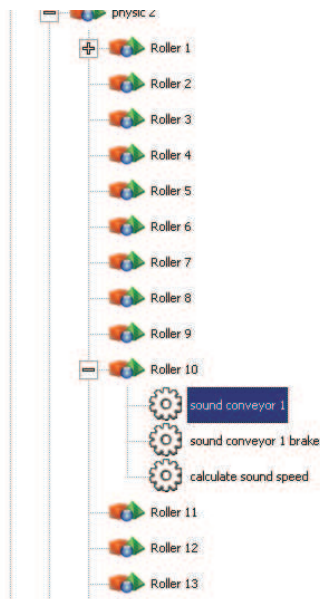 physic 2
Roller 1
Roller 2
Roller 3
Roller 4
Roller 5
Roller 6
Roller 7
Roller 8
Roller 9
Roller 10
sound conveyor 1
sound conveyor 1 brake
calculate sound speed
Roller 11
Roller 12
Roller 13